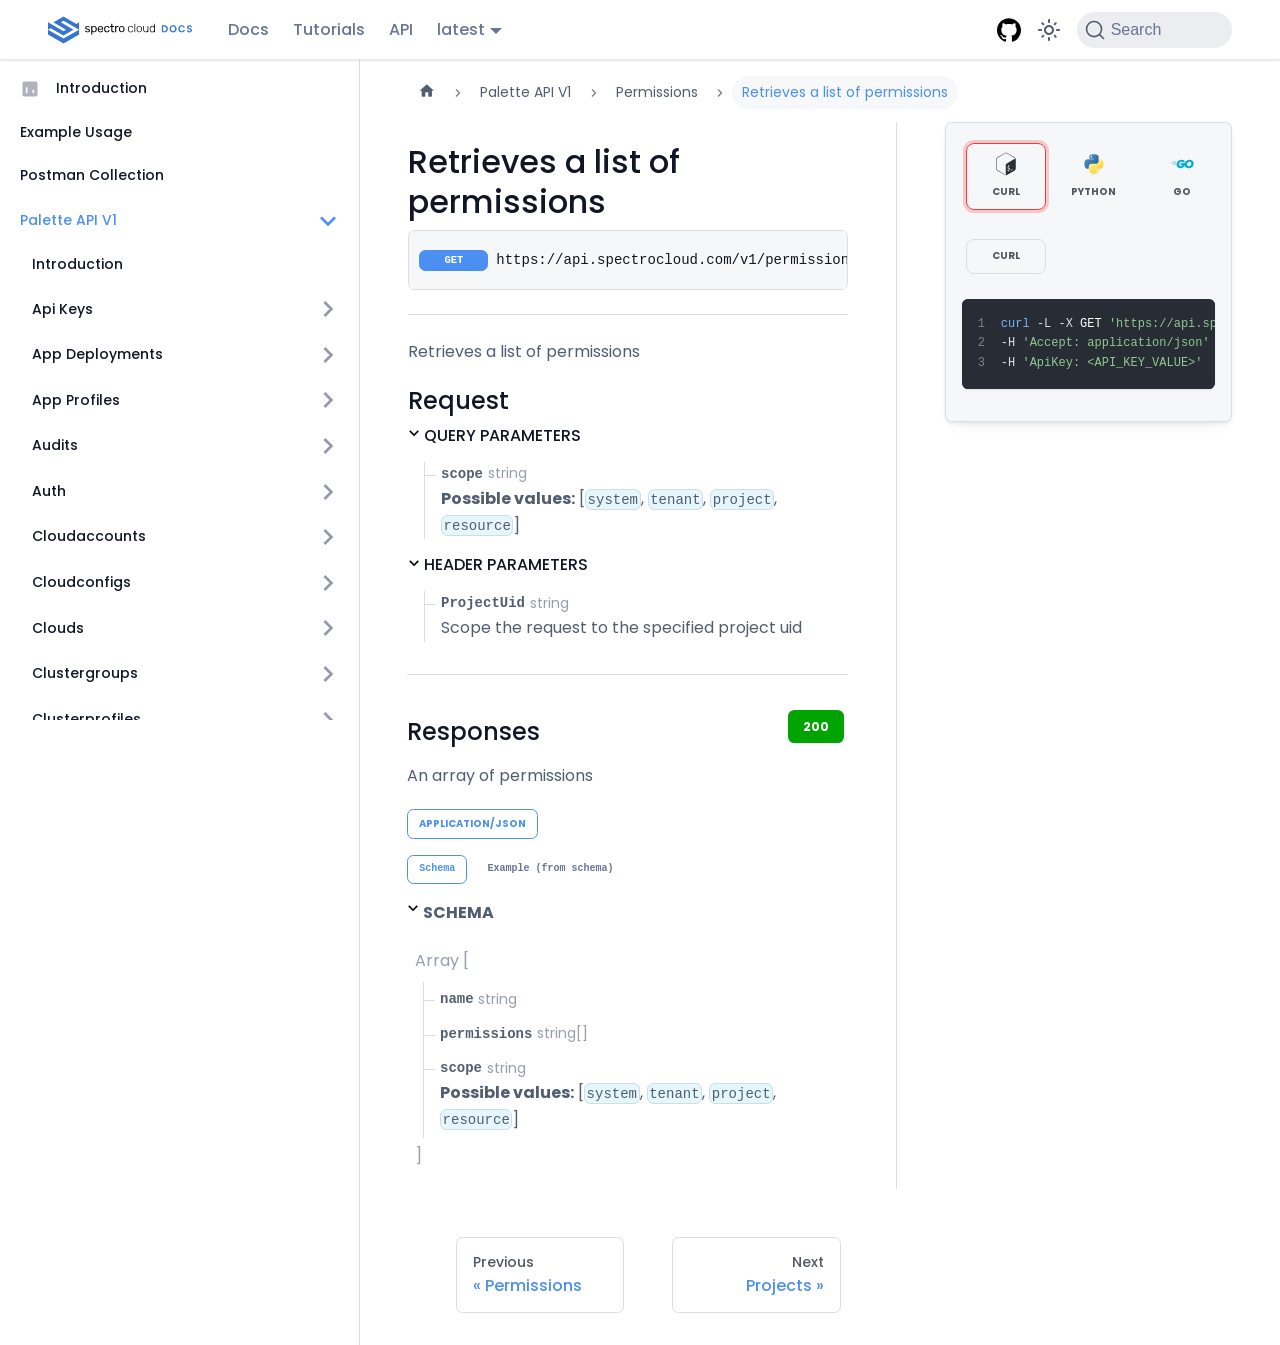 spectro cloud DOCS Docs Tutorials API latest Search
Introduction
Example Usage
Postman Collection
Palette API V1
Introduction
Api Keys
App Deployments
App Profiles
Audits
Auth
Cloudaccounts
Cloudconfigs
Clouds
Clustergroups
Clusterprofiles
Palette API V1 Permissions Retrieves a list of permissions
Retrieves a list of
permissions
GET https://api.spectrocloud.com/v1/permission
Retrieves a list of permissions
Request
QUERY PARAMETERS
scope string
Possible values: [system, tenant, project,
resource]
HEADER PARAMETERS
ProjectUid string
Scope the request to the specified project uid
Responses 200
An array of permissions
APPLICATION/JSON
Schema Example (from schema)
SCHEMA
Array [
name string
permissions string[]
scope string
Possible values: [system, tenant, project,
resource]
]
Previous
« Permissions
Next
Projects »
CURL PYTHON GO
CURL
1 curl -L -X GET 'https://api.sp
2 -H 'Accept: application/json'
3 -H 'ApiKey: <API_KEY_VALUE>'